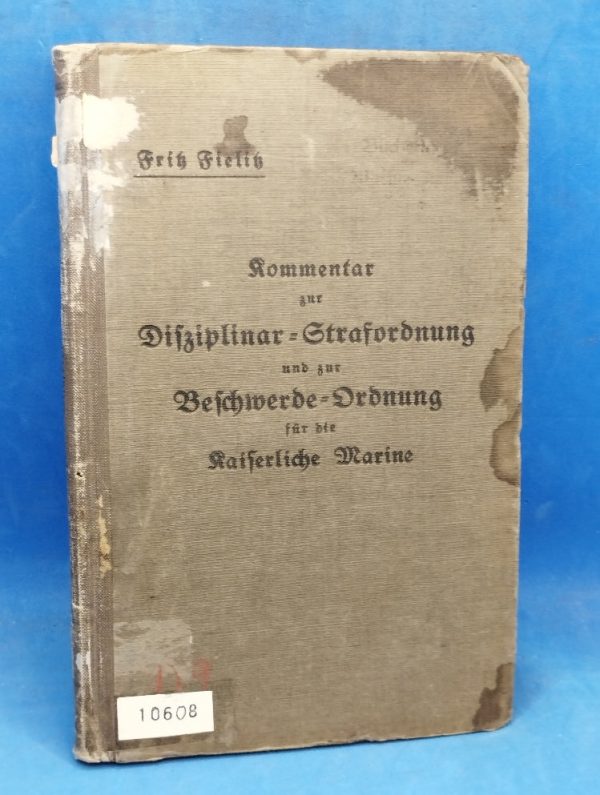 Fritz Fielitz
Kommentar
zur
Disziplinar=Strafordnung
und zur
Beschwerde=Ordnung
für die
Kaiserliche Marine
10608